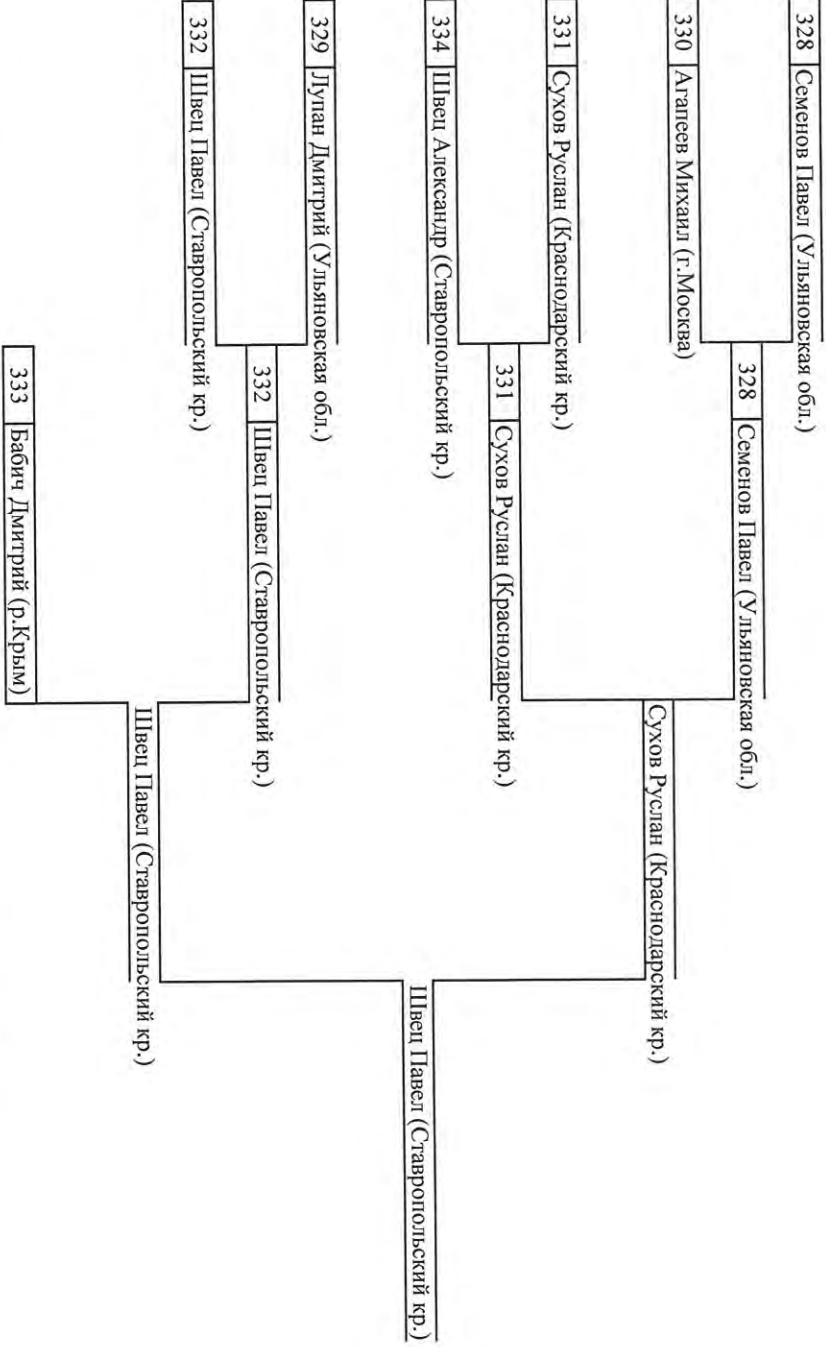 328 Семенов Павел (Ульяновская обл.)
330 Агапеев Михаил (г.Москва)
331 Сухов Руслан (Краснодарский кр.)
334 Швец Александр (Ставропольский кр.)
329 Лупан Дмитрий (Ульяновская обл.)
332 Швец Павел (Ставропольский кр.)
328 Семенов Павел (Ульяновская обл.)
331 Сухов Руслан (Краснодарский кр.)
332 Швец Павел (Ставропольский кр.)
333 Бабич Дмитрий (р.Крым)
Сухов Руслан (Краснодарский кр.)
Швец Павел (Ставропольский кр.)
Швец Павел (Ставропольский кр.)